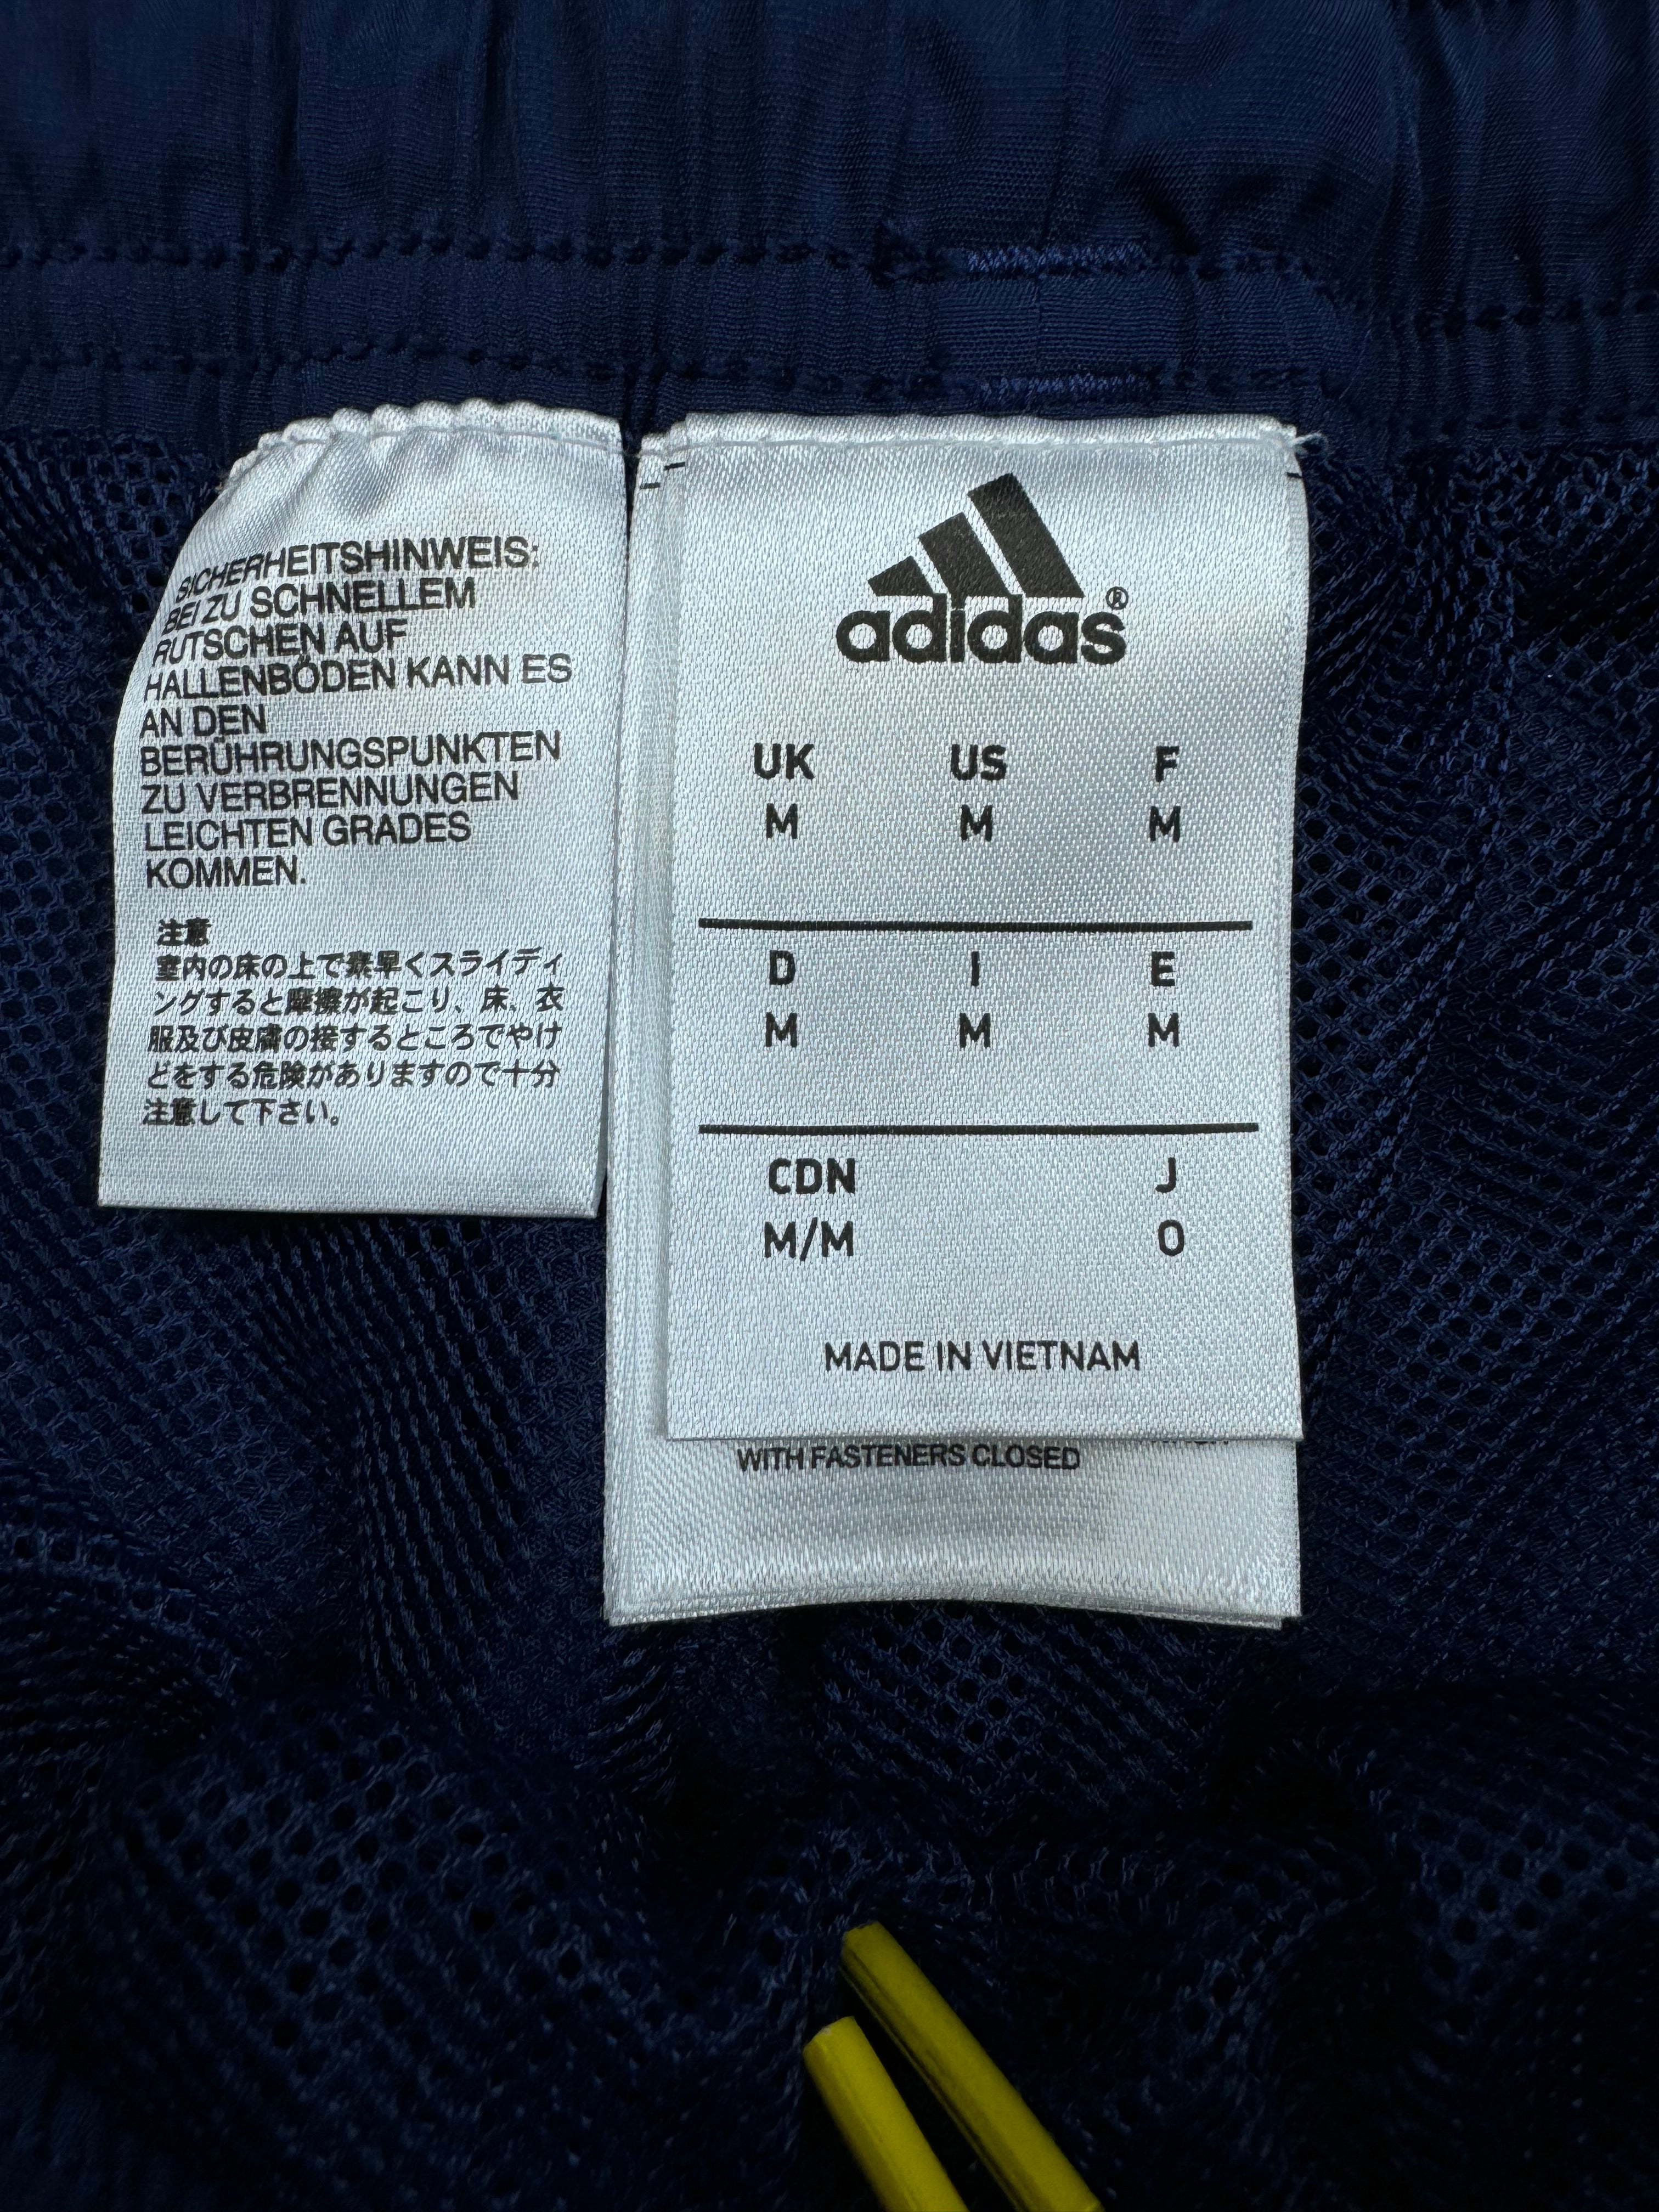 SICHERHEITSHINWEIS:
BEI ZU SCHNELLEM
RUTSCHEN AUF
HALLENBÖDEN KANN ES
AN DEN
BERÜHRUNGSPUNKTEN
ZU VERBRENNUNGEN
LEICHTEN GRADES
KOMMEN.
注意
室内の床の上で素早くスライディ
ングすると摩擦が起こり、床、衣
服及び皮膚の接するところでやけ
どをする危険がありますので十分
注意して下さい。
adidas®
UK US F
M M M
D I E
M M M
CDN J
M/M O
MADE IN VIETNAM
WITH FASTENERS CLOSED